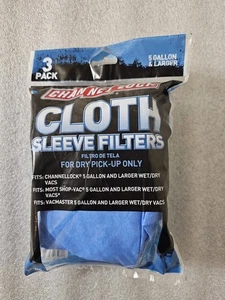 3
PACK
5 GALLON
& LARGER
CHANNELLOCK
CLOTH
SLEEVE FILTERS
FILTRO DE TELA
FOR DRY PICK-UP ONLY
FITS: CHANNELLOCK® 5 GALLON AND LARGER WET/DRY
VACS
FITS: MOST SHOP-VAC® 5 GALLON AND LARGER WET/DRY
VACS*
FITS: VACMASTER 5 GALLON AND LARGER WET/DRY VACS